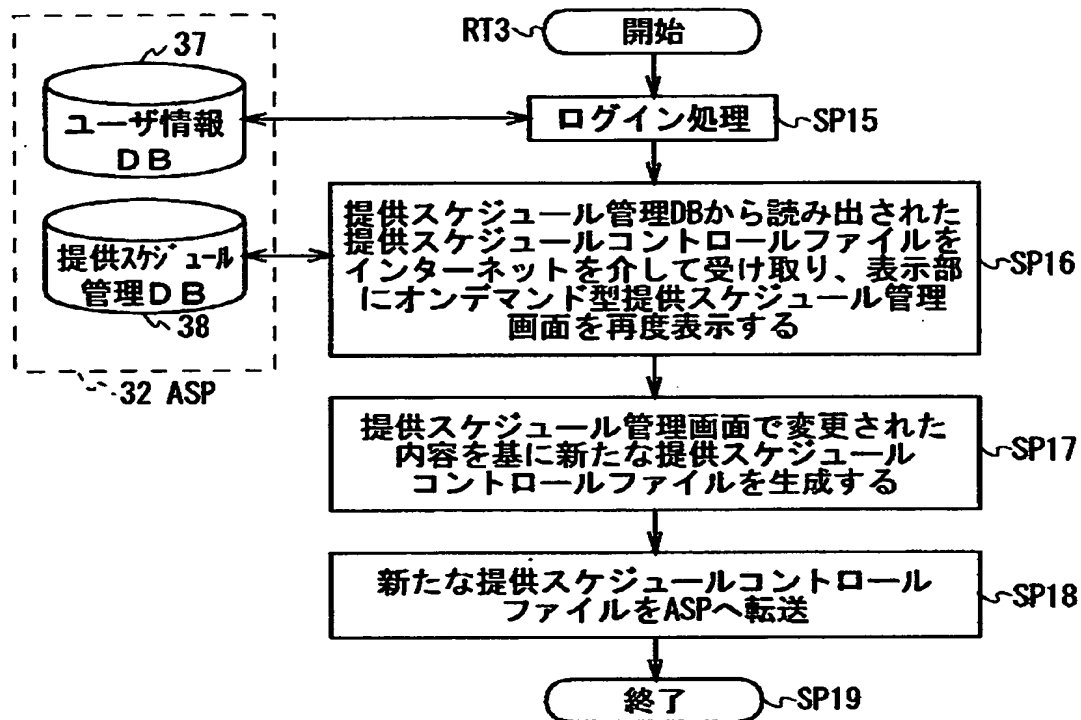 RT3
開始
37
ユーザ情報
DB
ログイン処理
SP15
提供スケジュール
管理DB
38
32 ASP
提供スケジュール管理DBから読み出された
提供スケジュールコントロールファイルを
インターネットを介して受け取り、表示部
にオンデマンド型提供スケジュール管理
画面を再度表示する
SP16
提供スケジュール管理画面で変更された
内容を基に新たな提供スケジュール
コントロールファイルを生成する
SP17
新たな提供スケジュールコントロール
ファイルをASPへ転送
SP18
終了
SP19